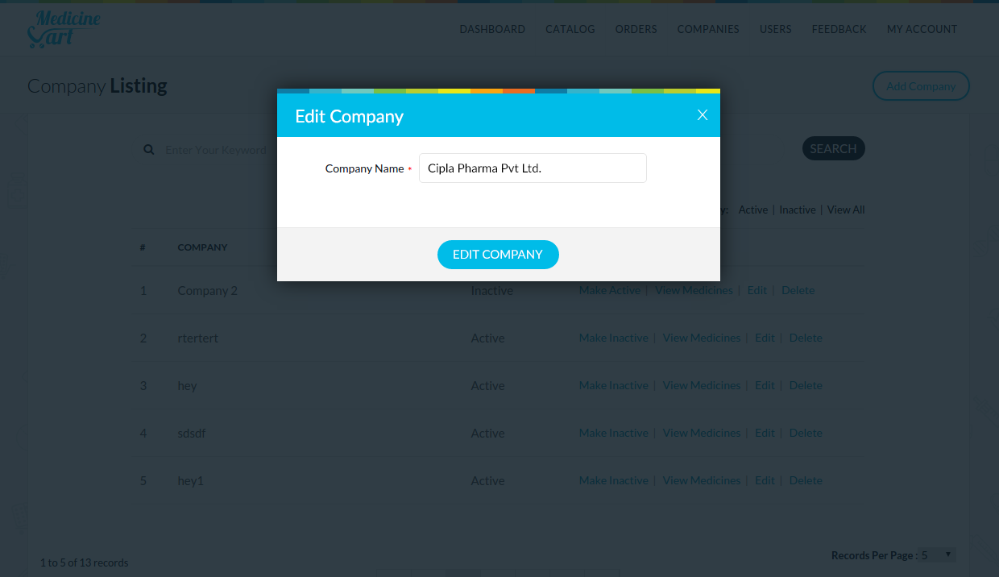 Medicine
Cart
DASHBOARD CATALOG ORDERS COMPANIES USERS FEEDBACK MY ACCOUNT
Company Listing
Add Company
Edit Company X
Enter Your Keyword
SEARCH
Company Name * Cipla Pharma Pvt Ltd.
y: Active | Inactive | View All
# COMPANY
EDIT COMPANY
1 Company 2 Inactive Make Active | View Medicines | Edit | Delete
2 rtertert Active Make Inactive | View Medicines | Edit | Delete
3 hey Active Make Inactive | View Medicines | Edit | Delete
4 sdsdf Active Make Inactive | View Medicines | Edit | Delete
5 hey1 Active Make Inactive | View Medicines | Edit | Delete
1 to 5 of 13 records
Records Per Page : 5